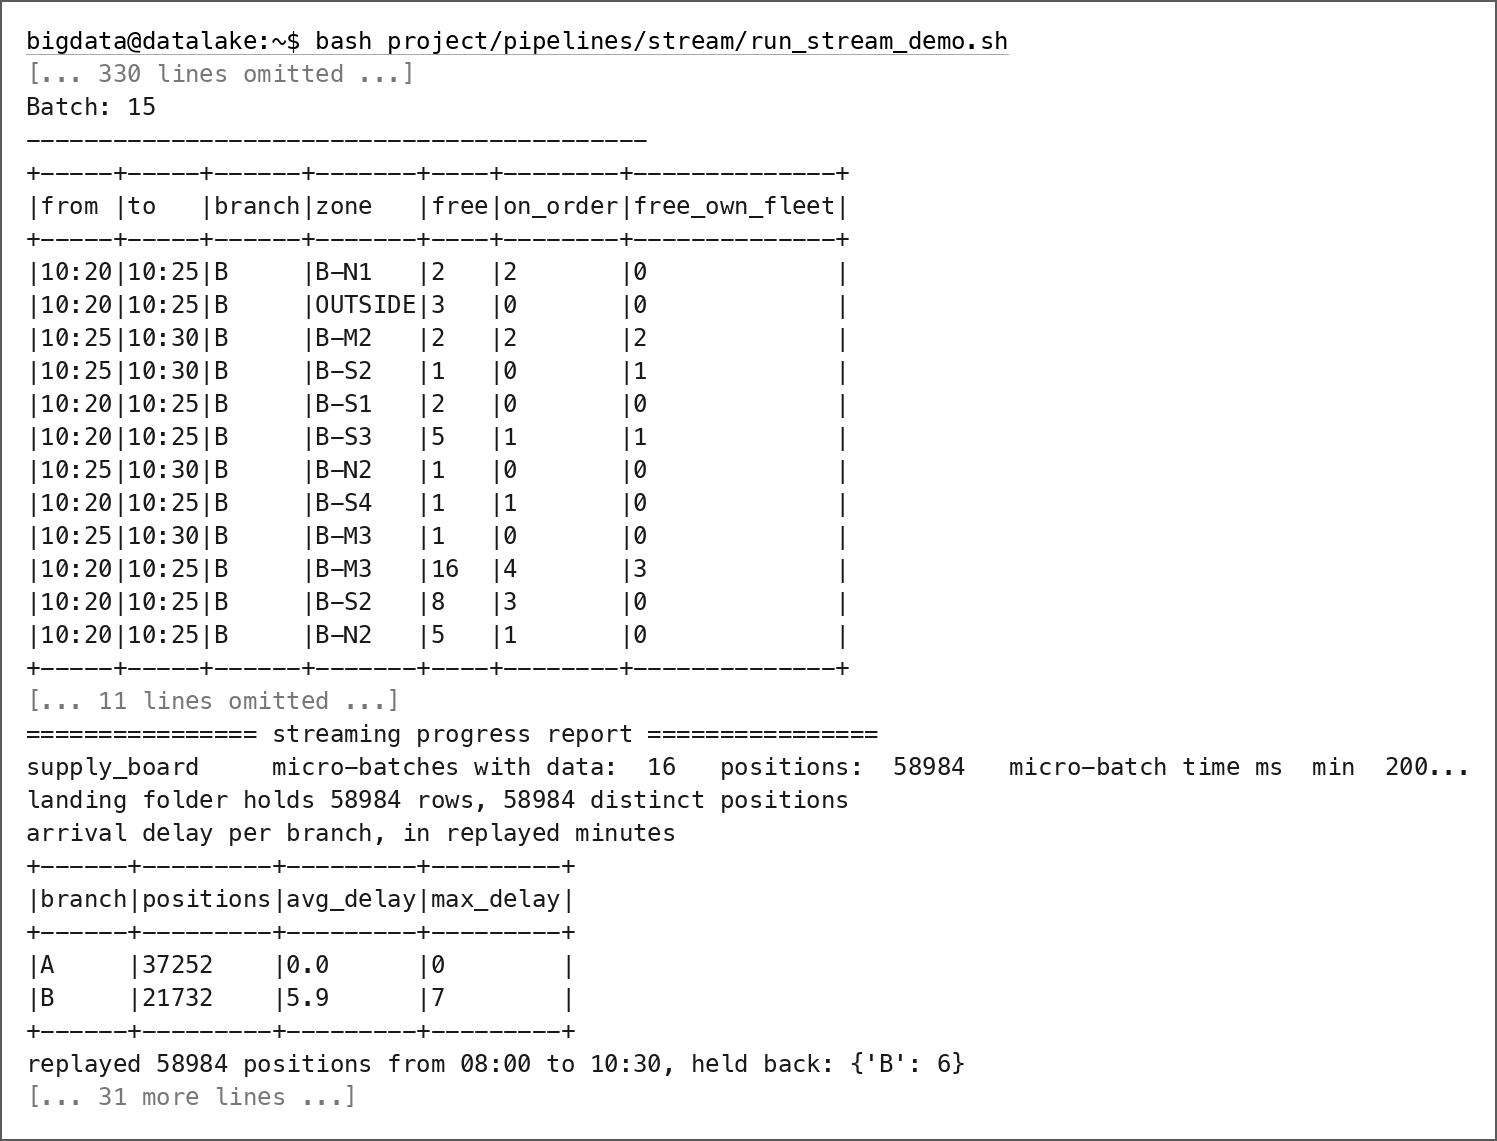 bigdata@datalake:~$ bash project/pipelines/stream/run_stream_demo.sh
[... 330 lines omitted ...]
Batch: 15
-------------------------------------------
+-----+-----+------+-------+----+--------+--------------+
|from |to   |branch|zone   |free|on_order|free_own_fleet|
+-----+-----+------+-------+----+--------+--------------+
|10:20|10:25|B     |B-N1   |2   |2       |0             |
|10:20|10:25|B     |OUTSIDE|3   |0       |0             |
|10:25|10:30|B     |B-M2   |2   |2       |2             |
|10:25|10:30|B     |B-S2   |1   |0       |1             |
|10:20|10:25|B     |B-S1   |2   |0       |0             |
|10:20|10:25|B     |B-S3   |5   |1       |1             |
|10:25|10:30|B     |B-N2   |1   |0       |0             |
|10:20|10:25|B     |B-S4   |1   |1       |0             |
|10:25|10:30|B     |B-M3   |1   |0       |0             |
|10:20|10:25|B     |B-M3   |16  |4       |3             |
|10:20|10:25|B     |B-S2   |8   |3       |0             |
|10:20|10:25|B     |B-N2   |5   |1       |0             |
+-----+-----+------+-------+----+--------+--------------+
[... 11 lines omitted ...]
================ streaming progress report ================
supply_board     micro-batches with data:  16   positions:  58984   micro-batch time ms  min  200...
landing folder holds 58984 rows, 58984 distinct positions
arrival delay per branch, in replayed minutes
+------+---------+---------+---------+
|branch|positions|avg_delay|max_delay|
+------+---------+---------+---------+
|A     |37252    |0.0      |0        |
|B     |21732    |5.9      |7        |
+------+---------+---------+---------+
replayed 58984 positions from 08:00 to 10:30, held back: {'B': 6}
[... 31 more lines ...]